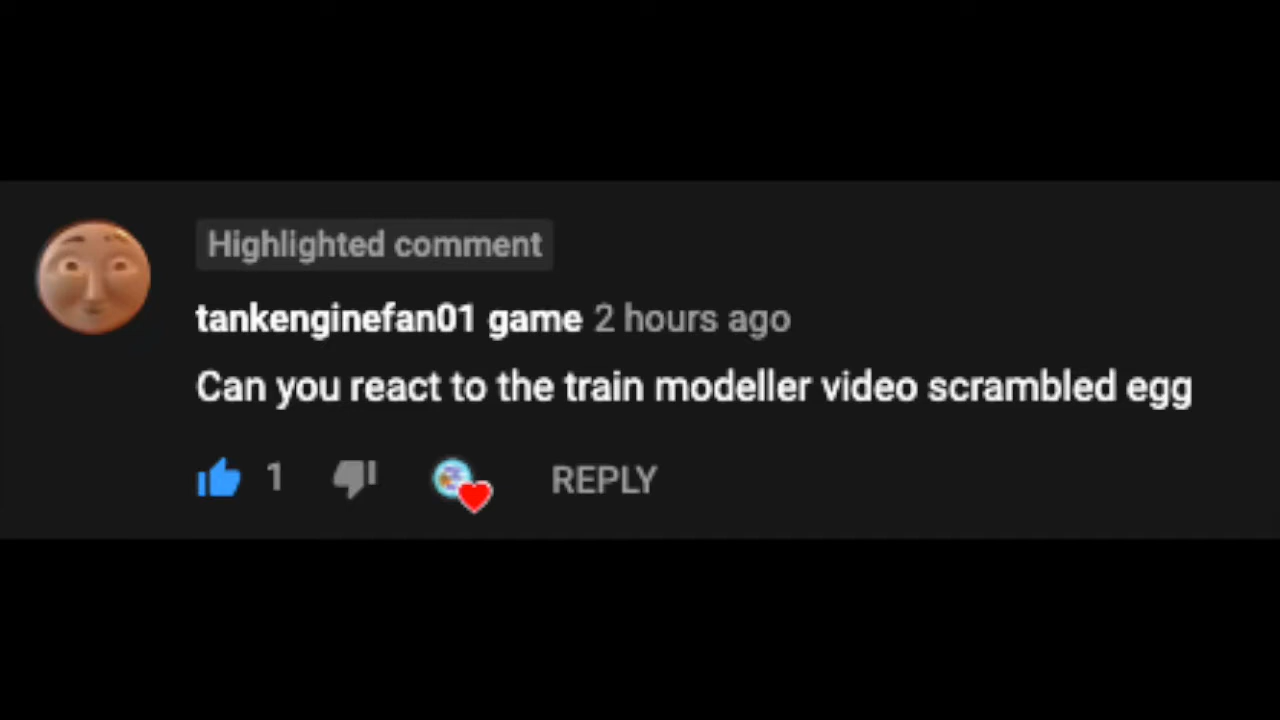 Highlighted comment
tankenginefan01 game 2 hours ago
Can you react to the train modeller video scrambled egg
1 REPLY